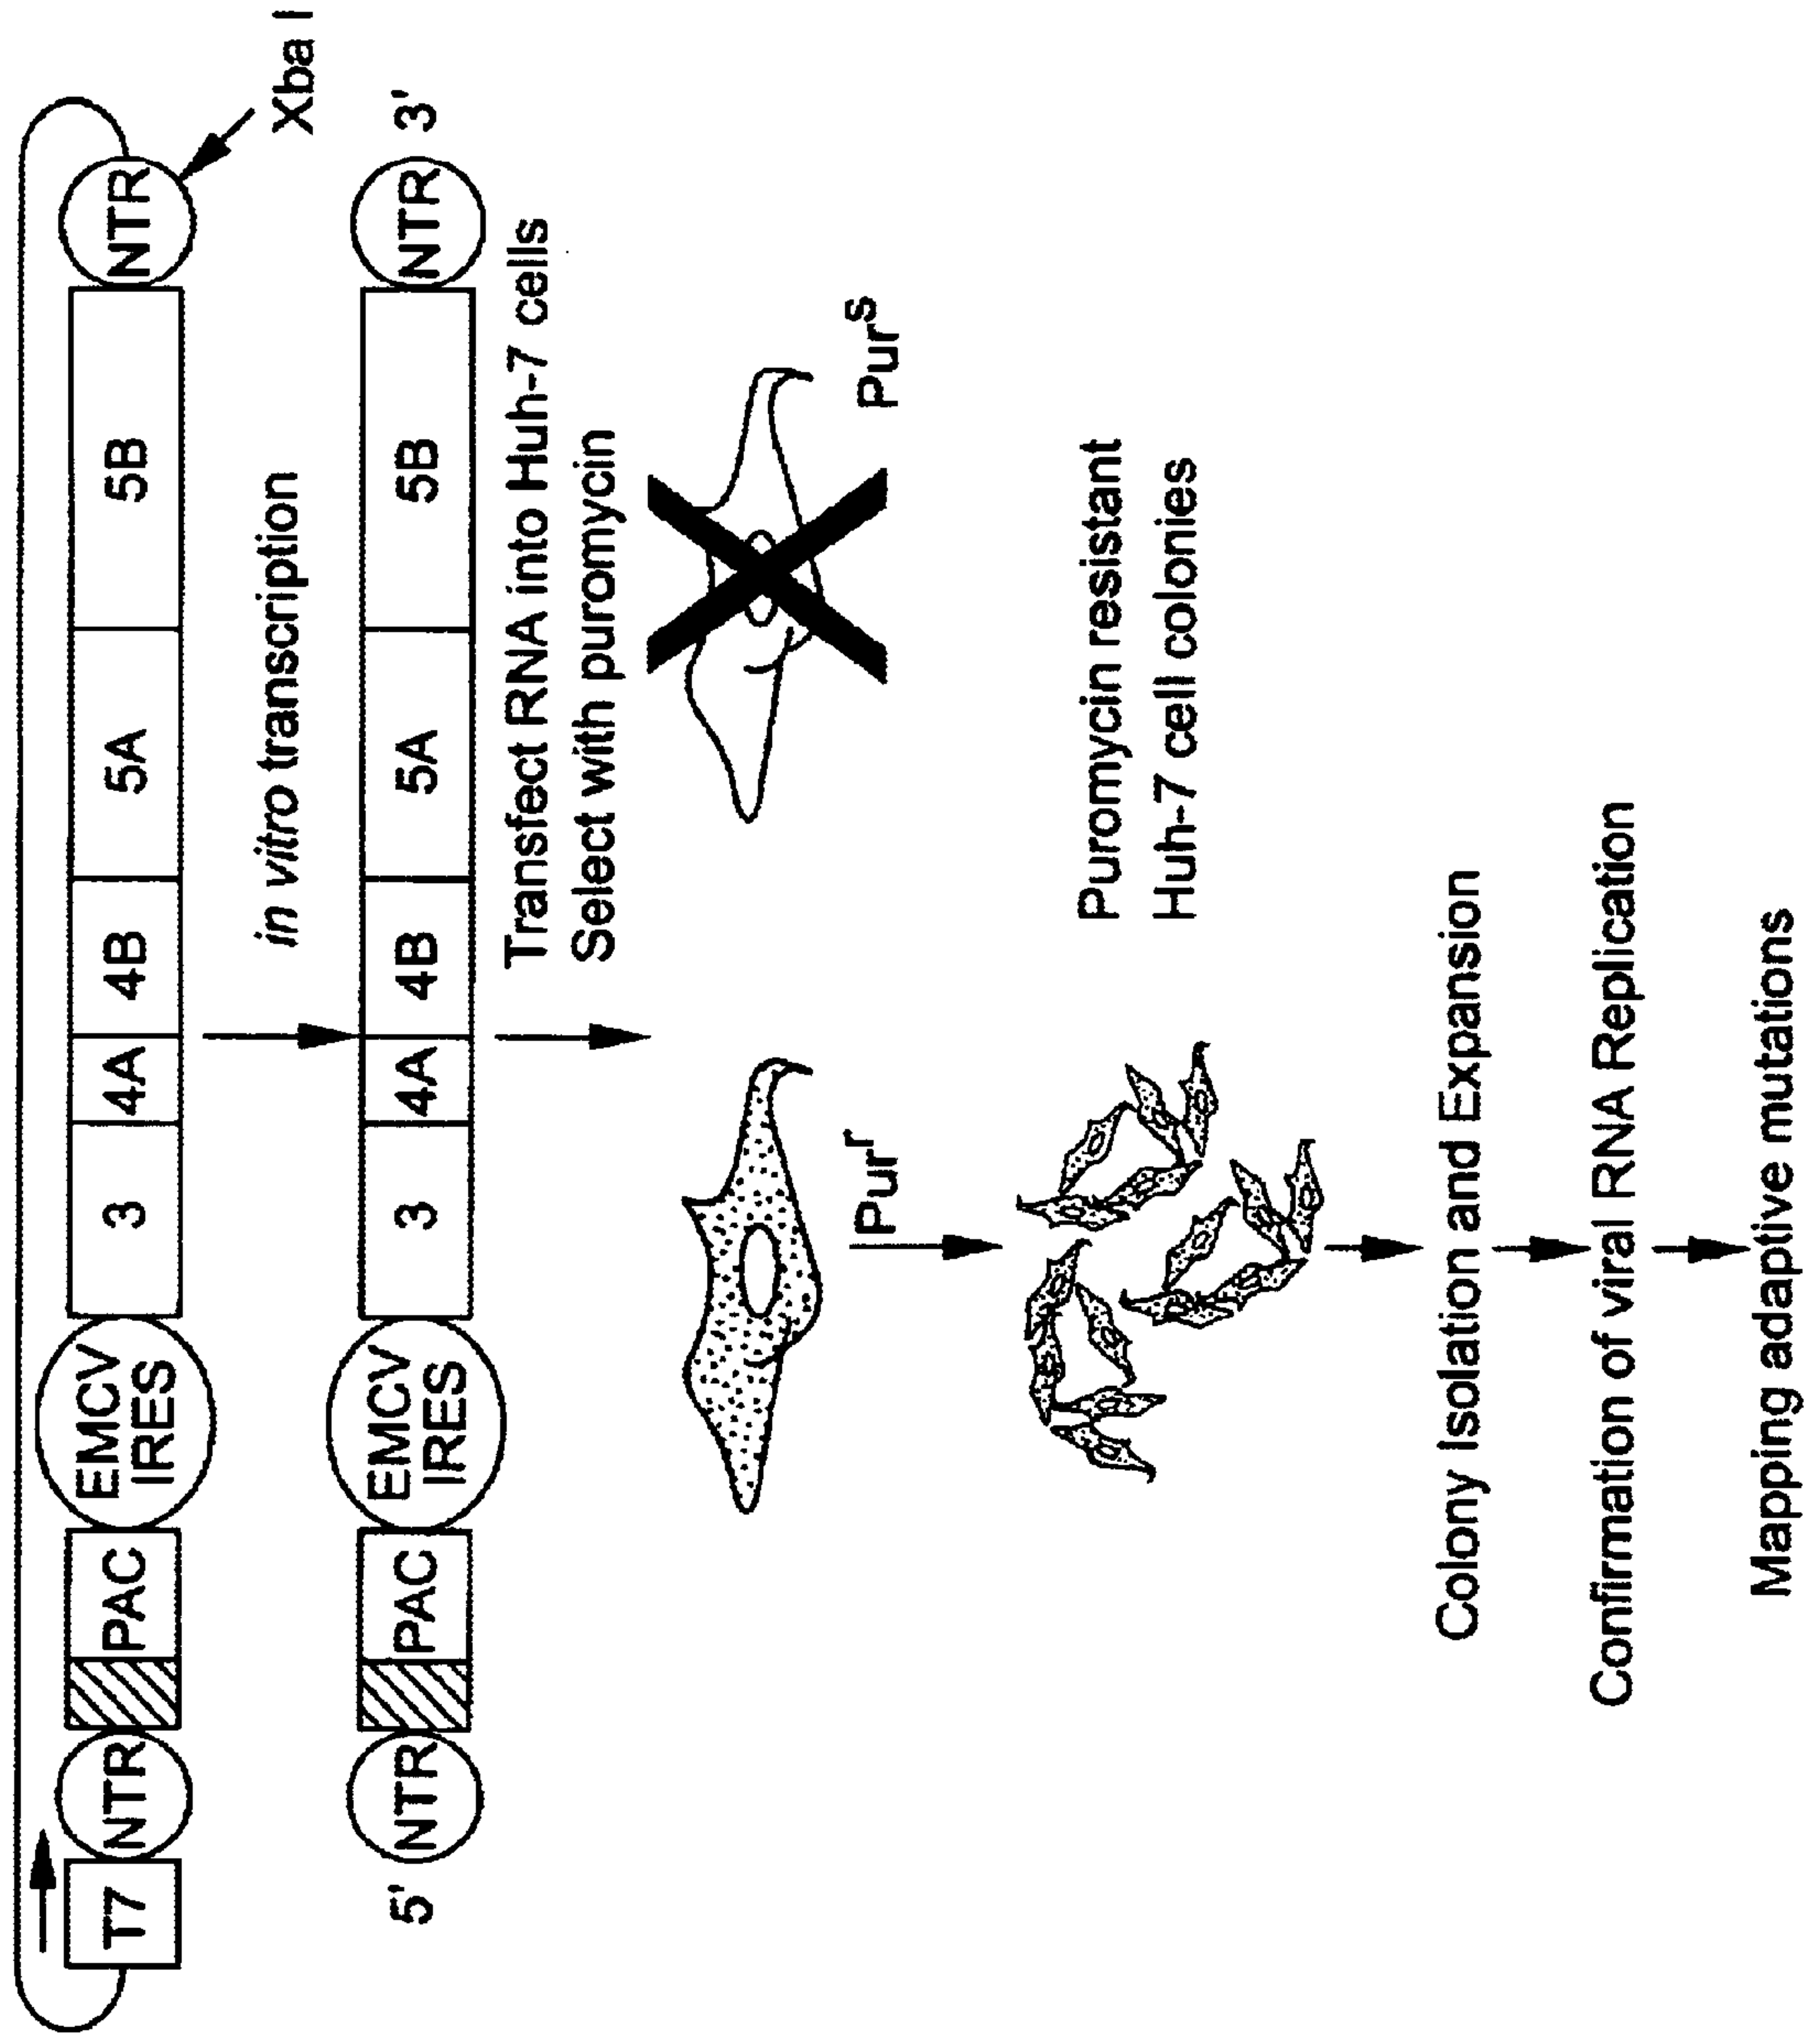 T7 NTR PAC EMCV IRES 3 4A 4B 5A 5B NTR
Xba I
in vitro transcription
5' NTR PAC EMCV IRES 3 4A 4B 5A 5B NTR 3'
Transfect RNA into Huh-7 cells
Select with puromycin
Pur^r
Pur^s
Puromycin resistant
Huh-7 cell colonies
Colony Isolation and Expansion
Confirmation of viral RNA Replication
Mapping adaptive mutations